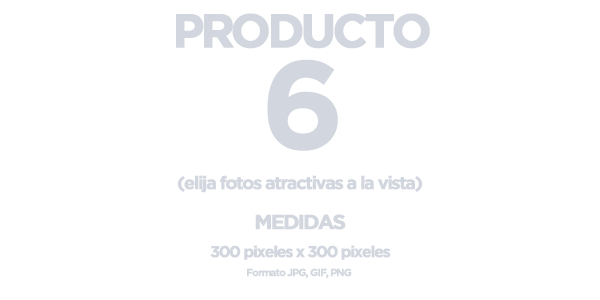 PRODUCTO
6
(elija fotos atractivas a la vista)
MEDIDAS
300 pixeles x 300 pixeles
Formato JPG, GIF, PNG